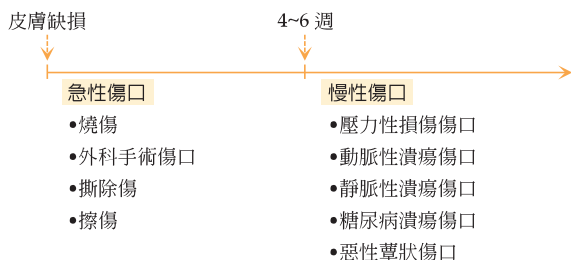 皮膚缺損
4~6 週
急性傷口
•燒傷
•外科手術傷口
•撕除傷
•擦傷
慢性傷口
•壓力性損傷傷口
•動脈性潰瘍傷口
•靜脈性潰瘍傷口
•糖尿病潰瘍傷口
•惡性蕈狀傷口